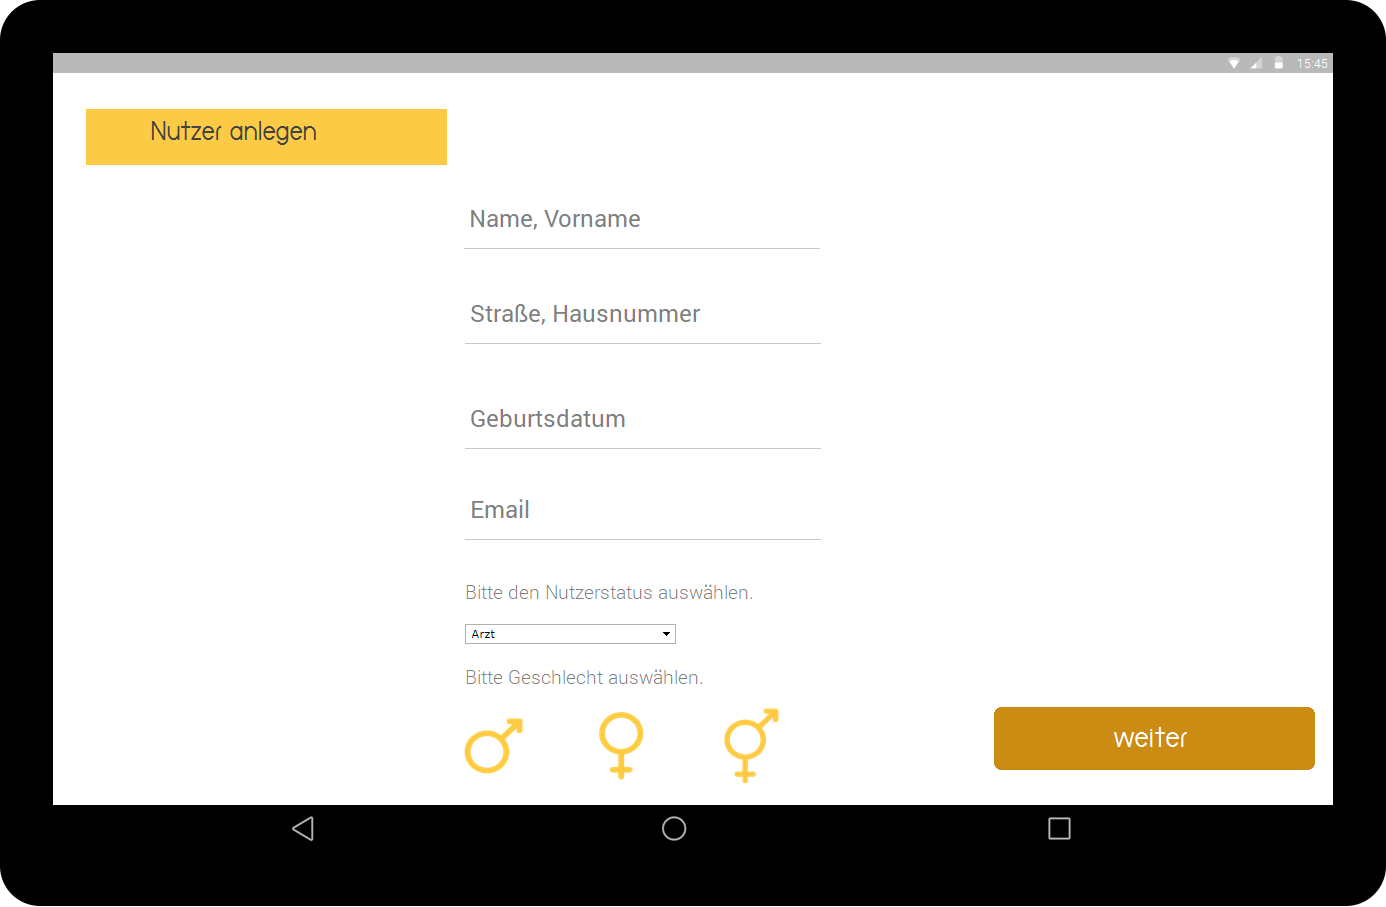 15:45
Nutzer anlegen
Name, Vorname
Straße, Hausnummer
Geburtsdatum
Email
Bitte den Nutzerstatus auswählen.
Arzt
Bitte Geschlecht auswählen.
weiter